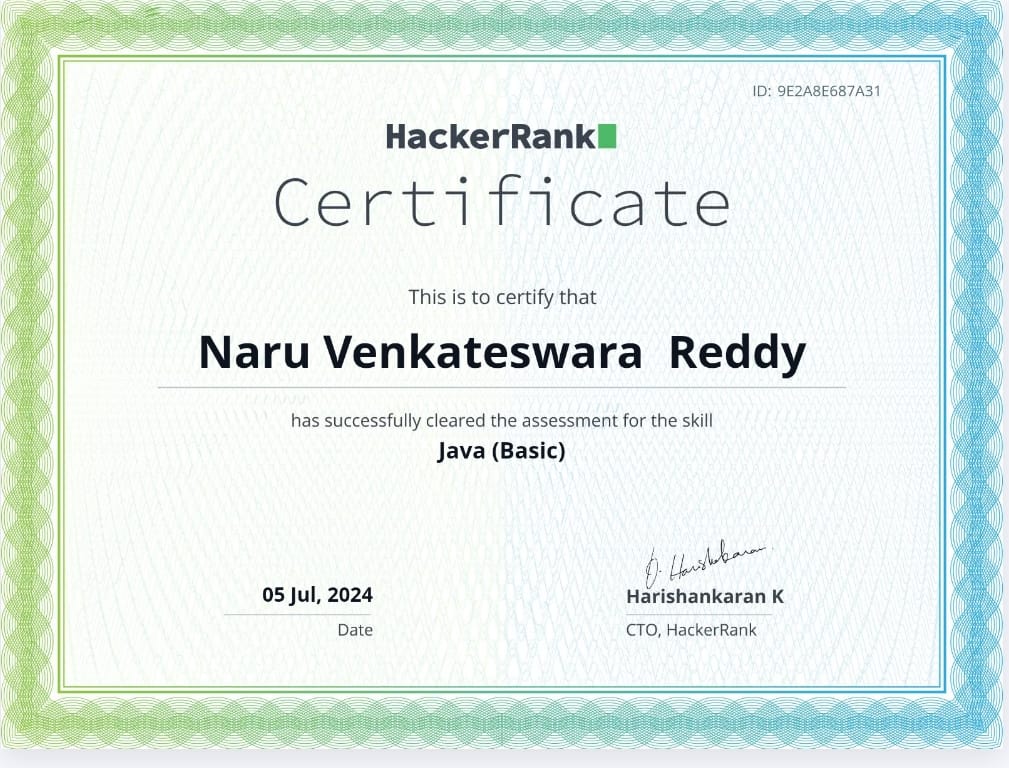 ID: 9E2A8E687A31
HackerRank
Certificate
This is to certify that
Naru Venkateswara  Reddy
has successfully cleared the assessment for the skill
Java (Basic)
05 Jul, 2024
Date
Harishankaran K
CTO, HackerRank